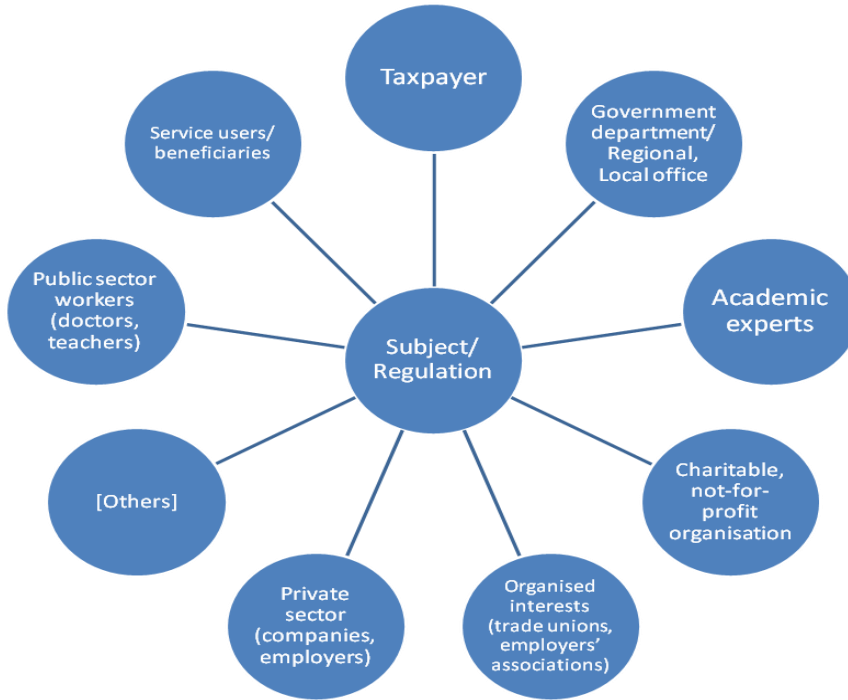 Taxpayer
Government
department/
Regional,
Local office
Academic
experts
Charitable,
not-for-
profit
organisation
Organised
interests
(trade unions,
employers’
associations)
Private
sector
(companies,
employers)
[Others]
Public sector
workers
(doctors,
teachers)
Service users/
beneficiaries
Subject/
Regulation